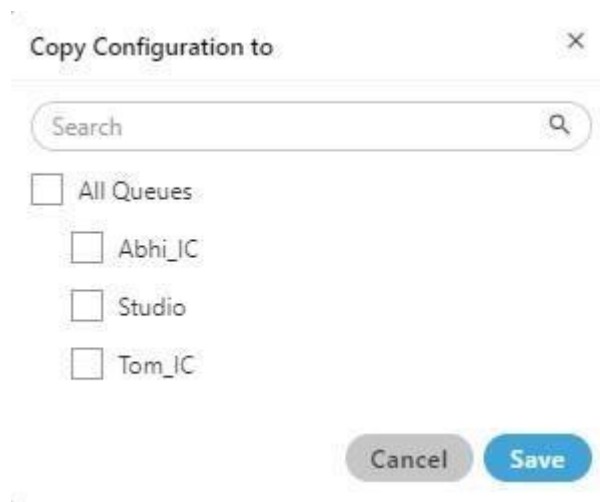 Copy Configuration to
Search
All Queues
Abhi_IC
Studio
Tom_IC
Cancel Save